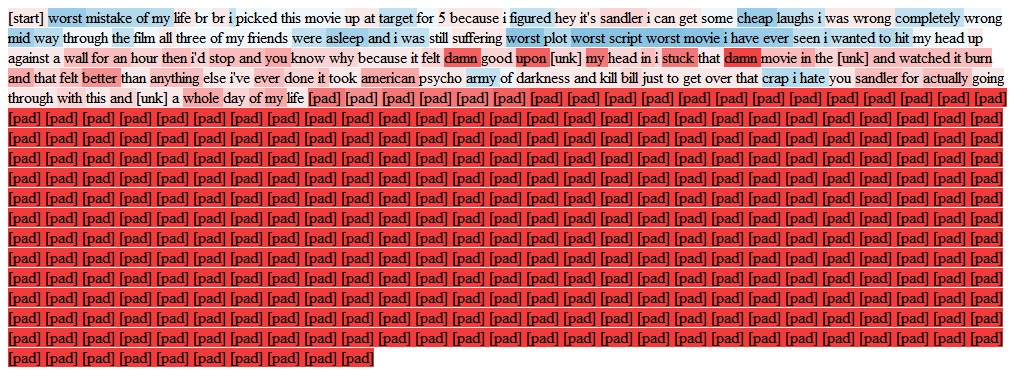 [start] worst mistake of my life br br i picked this movie up at target for 5 because i figured hey it's sandler i can get some cheap laughs i was wrong completely wrong
mid way through the film all three of my friends were asleep and i was still suffering worst plot worst script worst movie i have ever seen i wanted to hit my head up
against a wall for an hour then i'd stop and you know why because it felt damn good upon [unk] my head in i stuck that damn movie in the [unk] and watched it burn
and that felt better than anything else i've ever done it took american psycho army of darkness and kill bill just to get over that crap i hate you sandler for actually going
through with this and [unk] a whole day of my life [pad] [pad] [pad] [pad] [pad] [pad] [pad] [pad] [pad] [pad] [pad] [pad] [pad] [pad] [pad] [pad] [pad] [pad] [pad]
[pad] [pad] [pad] [pad] [pad] [pad] [pad] [pad] [pad] [pad] [pad] [pad] [pad] [pad] [pad] [pad] [pad] [pad] [pad] [pad] [pad] [pad] [pad] [pad] [pad] [pad] [pad]
[pad] [pad] [pad] [pad] [pad] [pad] [pad] [pad] [pad] [pad] [pad] [pad] [pad] [pad] [pad] [pad] [pad] [pad] [pad] [pad] [pad] [pad] [pad] [pad] [pad] [pad] [pad]
[pad] [pad] [pad] [pad] [pad] [pad] [pad] [pad] [pad] [pad] [pad] [pad] [pad] [pad] [pad] [pad] [pad] [pad] [pad] [pad] [pad] [pad] [pad] [pad] [pad] [pad] [pad]
[pad] [pad] [pad] [pad] [pad] [pad] [pad] [pad] [pad] [pad] [pad] [pad] [pad] [pad] [pad] [pad] [pad] [pad] [pad] [pad] [pad] [pad] [pad] [pad] [pad] [pad] [pad]
[pad] [pad] [pad] [pad] [pad] [pad] [pad] [pad] [pad] [pad] [pad] [pad] [pad] [pad] [pad] [pad] [pad] [pad] [pad] [pad] [pad] [pad] [pad] [pad] [pad] [pad] [pad]
[pad] [pad] [pad] [pad] [pad] [pad] [pad] [pad] [pad] [pad] [pad] [pad] [pad] [pad] [pad] [pad] [pad] [pad] [pad] [pad] [pad] [pad] [pad] [pad] [pad] [pad] [pad]
[pad] [pad] [pad] [pad] [pad] [pad] [pad] [pad] [pad] [pad] [pad] [pad] [pad] [pad] [pad] [pad] [pad] [pad] [pad] [pad] [pad] [pad] [pad] [pad] [pad] [pad] [pad]
[pad] [pad] [pad] [pad] [pad] [pad] [pad] [pad] [pad] [pad] [pad] [pad] [pad] [pad] [pad] [pad] [pad] [pad] [pad] [pad] [pad] [pad] [pad] [pad] [pad] [pad] [pad]
[pad] [pad] [pad] [pad] [pad] [pad] [pad] [pad] [pad] [pad] [pad] [pad] [pad] [pad] [pad] [pad] [pad] [pad] [pad] [pad] [pad] [pad] [pad] [pad] [pad] [pad] [pad]
[pad] [pad] [pad] [pad] [pad] [pad] [pad] [pad] [pad] [pad] [pad] [pad] [pad] [pad] [pad] [pad] [pad] [pad] [pad] [pad] [pad] [pad] [pad] [pad] [pad] [pad] [pad]
[pad] [pad] [pad] [pad] [pad] [pad] [pad] [pad] [pad] [pad] [pad] [pad] [pad] [pad] [pad] [pad] [pad] [pad] [pad] [pad] [pad] [pad] [pad] [pad] [pad] [pad] [pad]
[pad] [pad] [pad] [pad] [pad] [pad] [pad] [pad] [pad] [pad] [pad] [pad] [pad] [pad] [pad] [pad] [pad] [pad] [pad] [pad] [pad] [pad] [pad] [pad] [pad] [pad] [pad]
[pad] [pad] [pad] [pad] [pad] [pad] [pad] [pad] [pad] [pad]